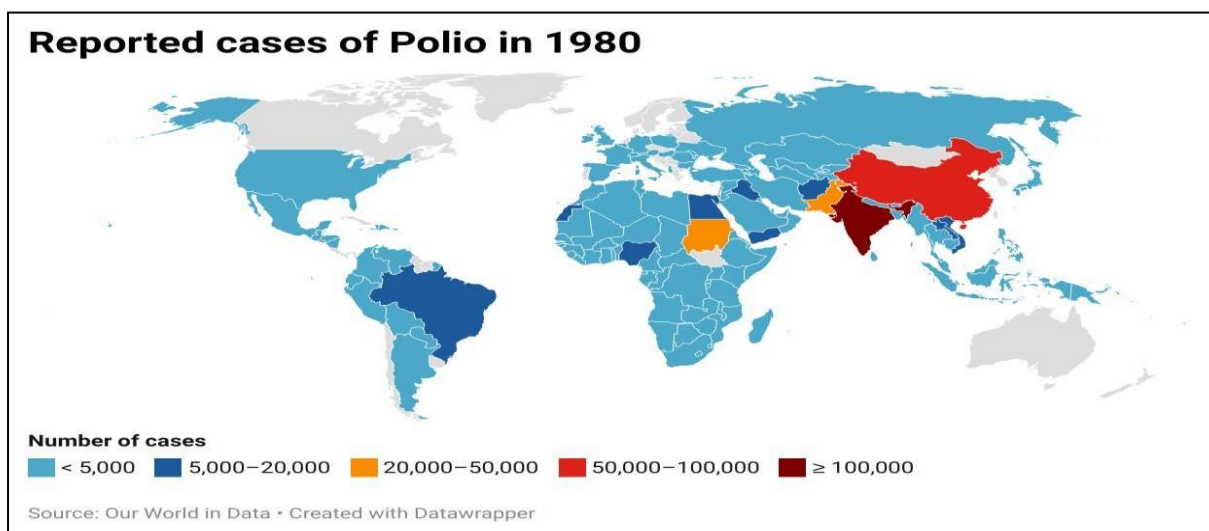 Reported cases of Polio in 1980
Number of cases
< 5,000 5,000–20,000 20,000–50,000 50,000–100,000 ≥ 100,000
Source: Our World in Data • Created with Datawrapper